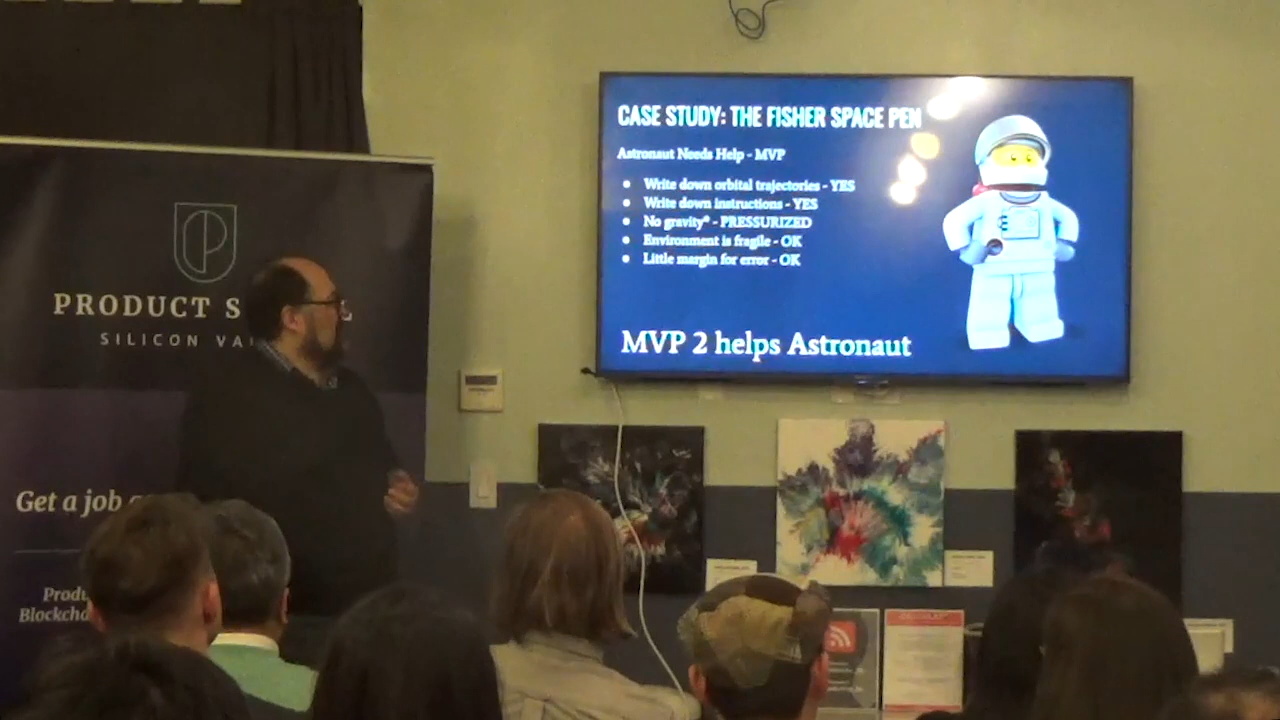 CASE STUDY: THE FISHER SPACE PEN
Astronaut Needs Help - MVP
• Write down orbital trajectories - YES
• Write down instructions - YES
• No gravity* - PRESSURIZED
• Environment is fragile - OK
• Little margin for error - OK
MVP 2 helps Astronaut
PRODUCT
SILICON
Get a job